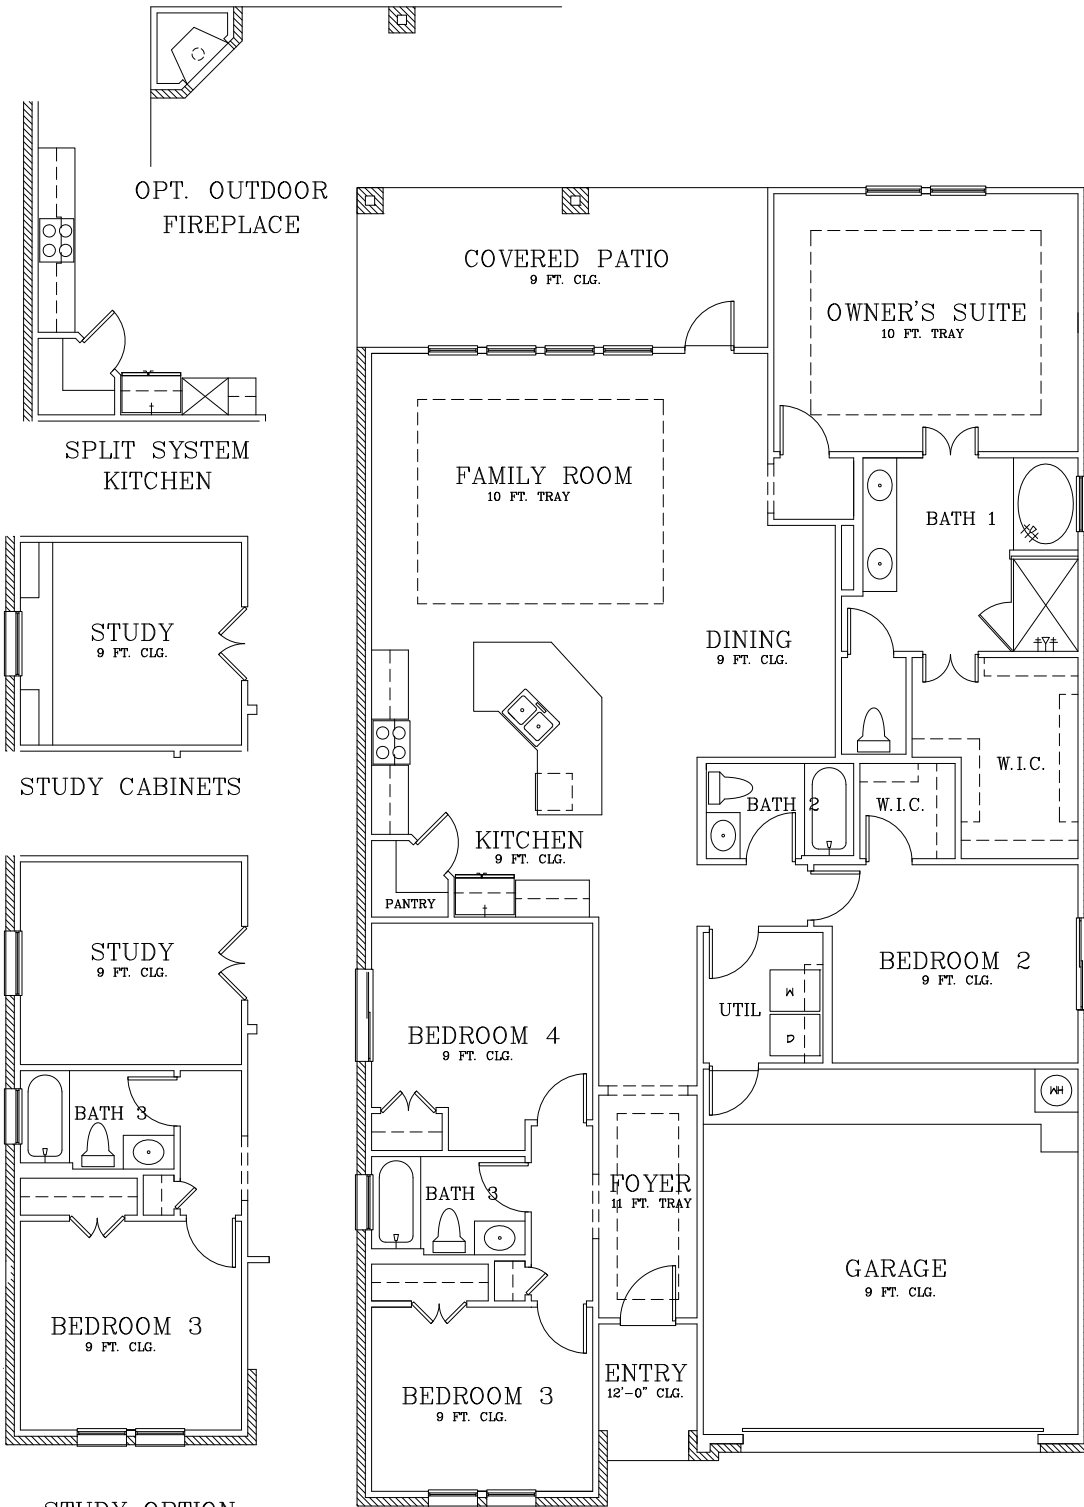 OPT. OUTDOOR
FIREPLACE
SPLIT SYSTEM
KITCHEN
STUDY
9 FT. CLG.
STUDY CABINETS
STUDY
9 FT. CLG.
BATH 3
BEDROOM 3
9 FT. CLG.
STUDY OPTION
COVERED PATIO
9 FT. CLG.
OWNER'S SUITE
10 FT. TRAY
FAMILY ROOM
10 FT. TRAY
BATH 1
DINING
9 FT. CLG.
W.I.C.
BATH 2
W.I.C.
KITCHEN
9 FT. CLG.
PANTRY
BEDROOM 2
9 FT. CLG.
W
UTIL
D
BEDROOM 4
9 FT. CLG.
WH
BATH 3
FOYER
11 FT. TRAY
GARAGE
9 FT. CLG.
ENTRY
12'-0" CLG.
BEDROOM 3
9 FT. CLG.